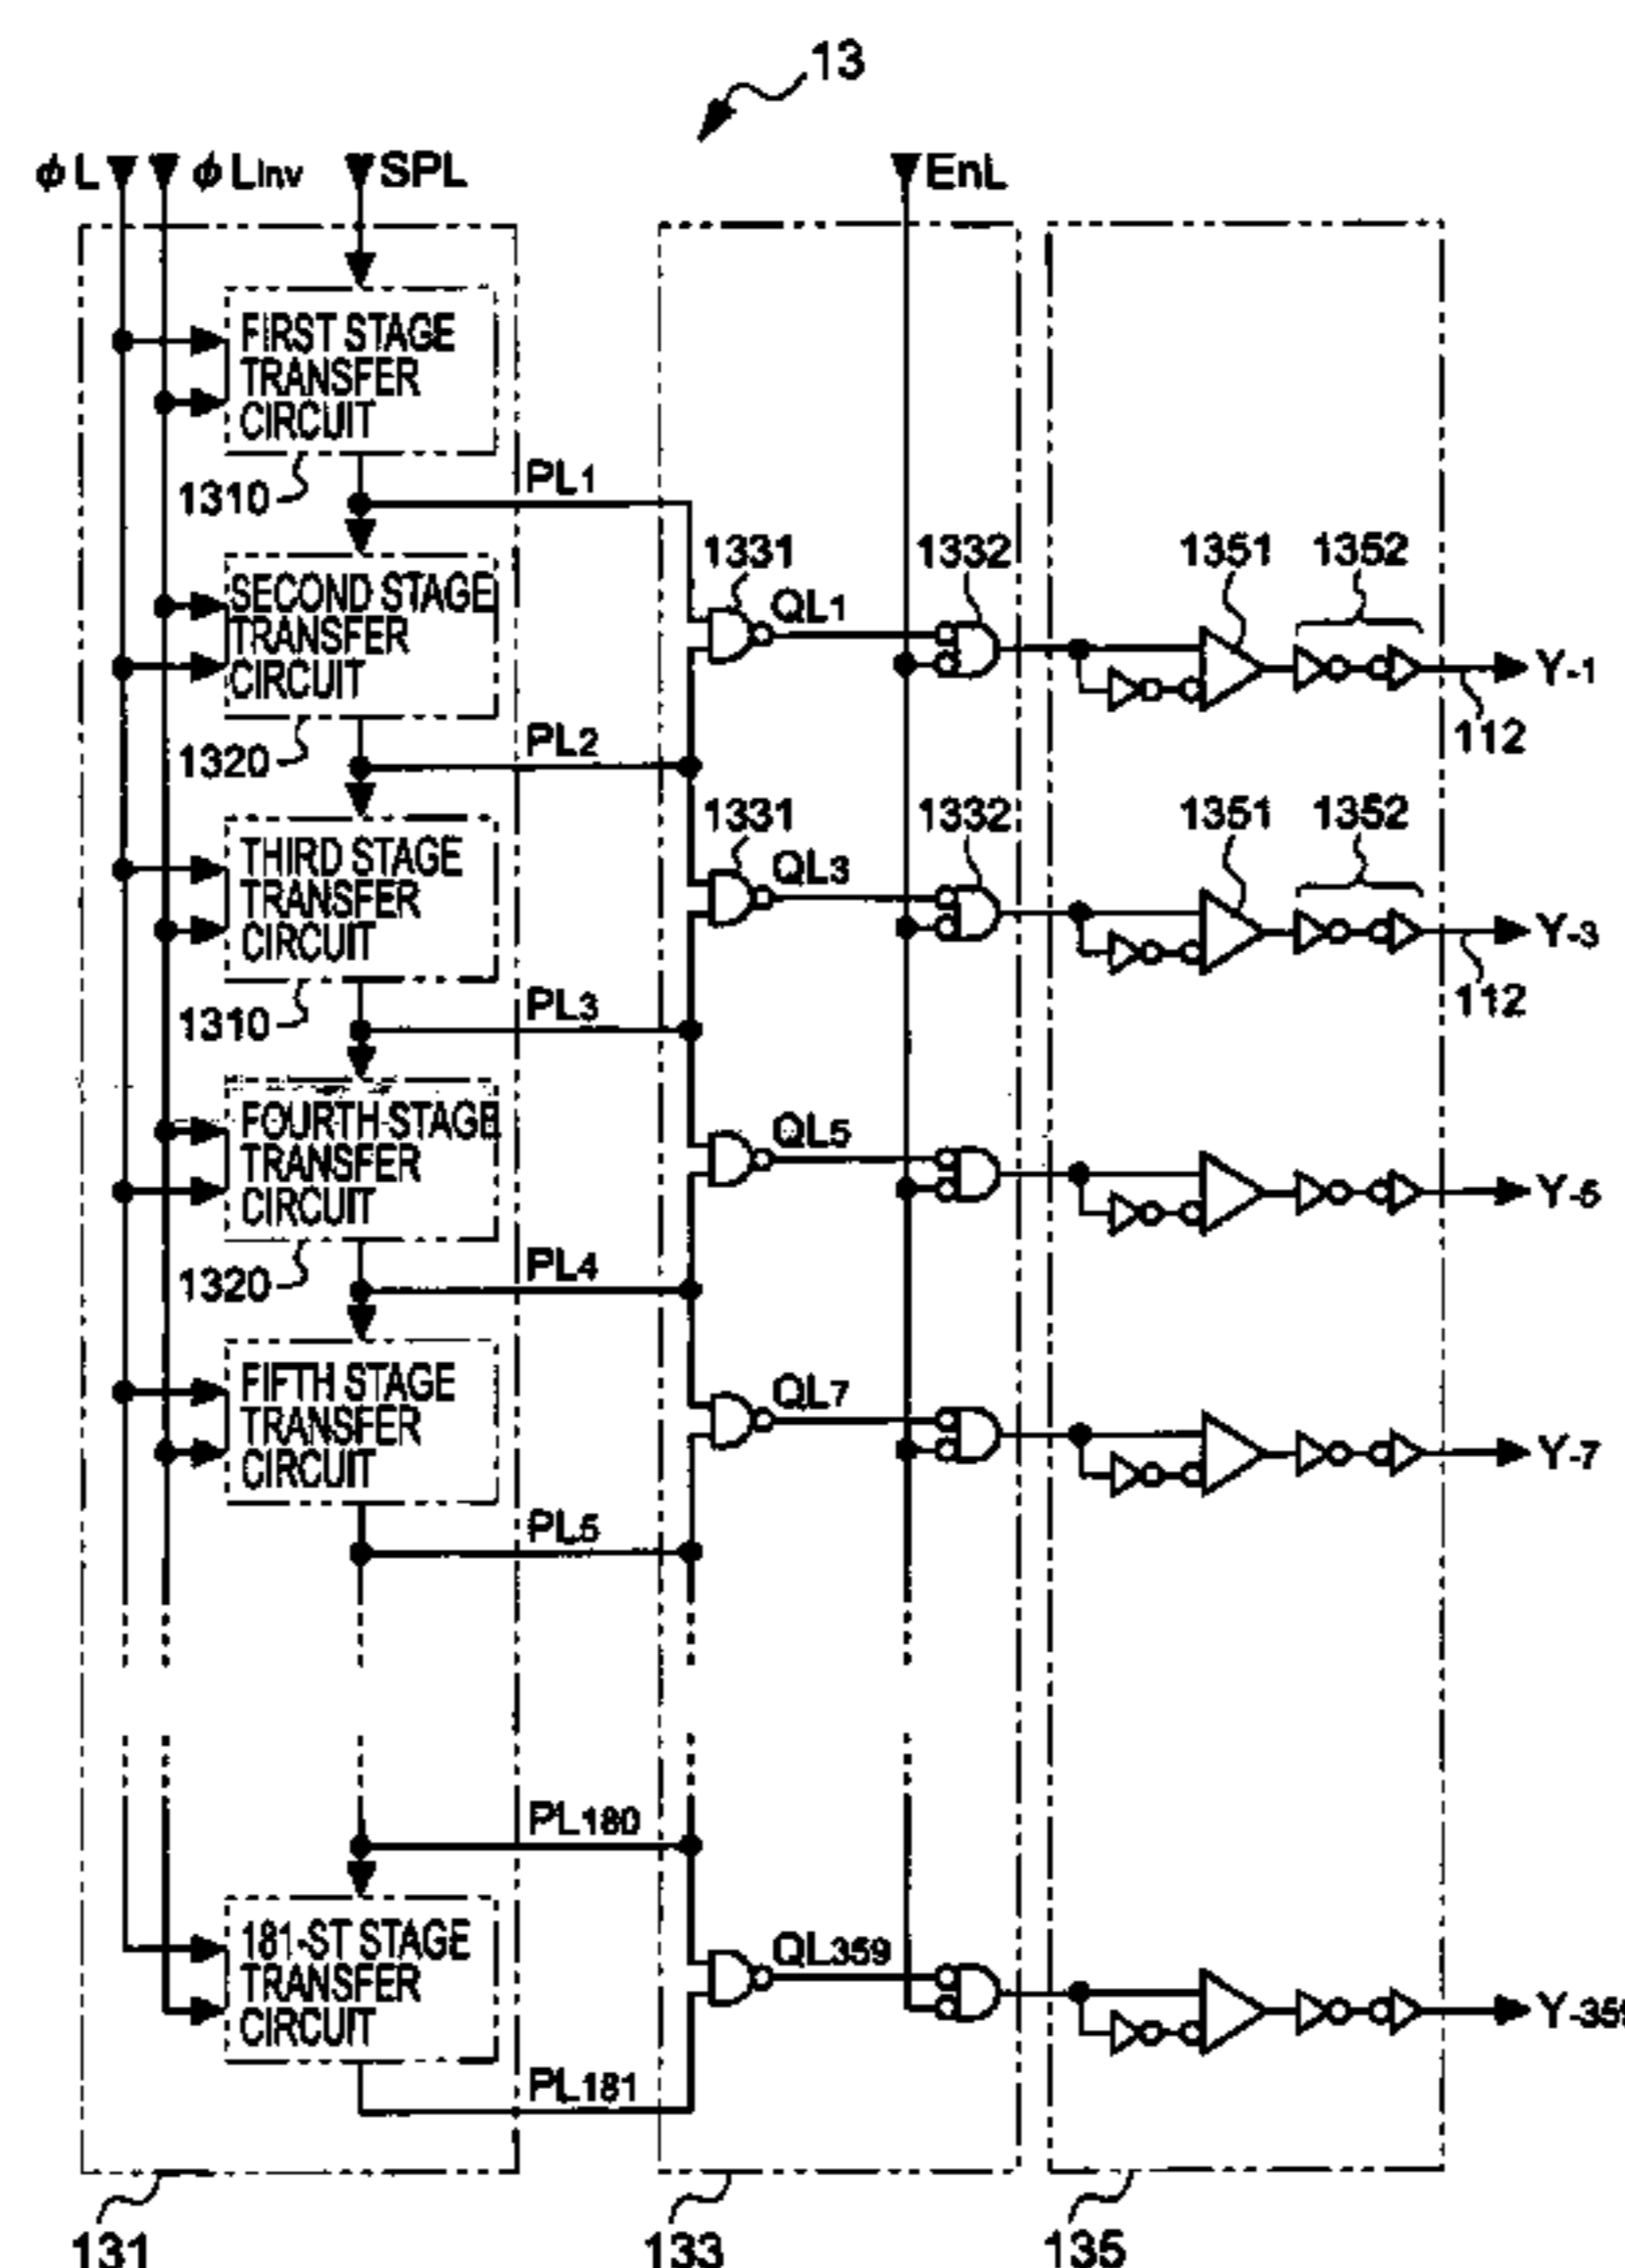 13
φL φLInv SPL EnL
FIRST STAGE
TRANSFER
CIRCUIT
1310
PL1
1331 QL1 1332 1351 1352
Y-1
112
SECOND STAGE
TRANSFER
CIRCUIT
1320
PL2
1331 QL3 1332 1351 1352
Y-3
112
THIRD STAGE
TRANSFER
CIRCUIT
1310
PL3
QL5
Y-5
FOURTH STAGE
TRANSFER
CIRCUIT
1320
PL4
QL7
Y-7
FIFTH STAGE
TRANSFER
CIRCUIT
PL5
PL180
QL359
Y-359
181-ST STAGE
TRANSFER
CIRCUIT
PL181
131 133 135